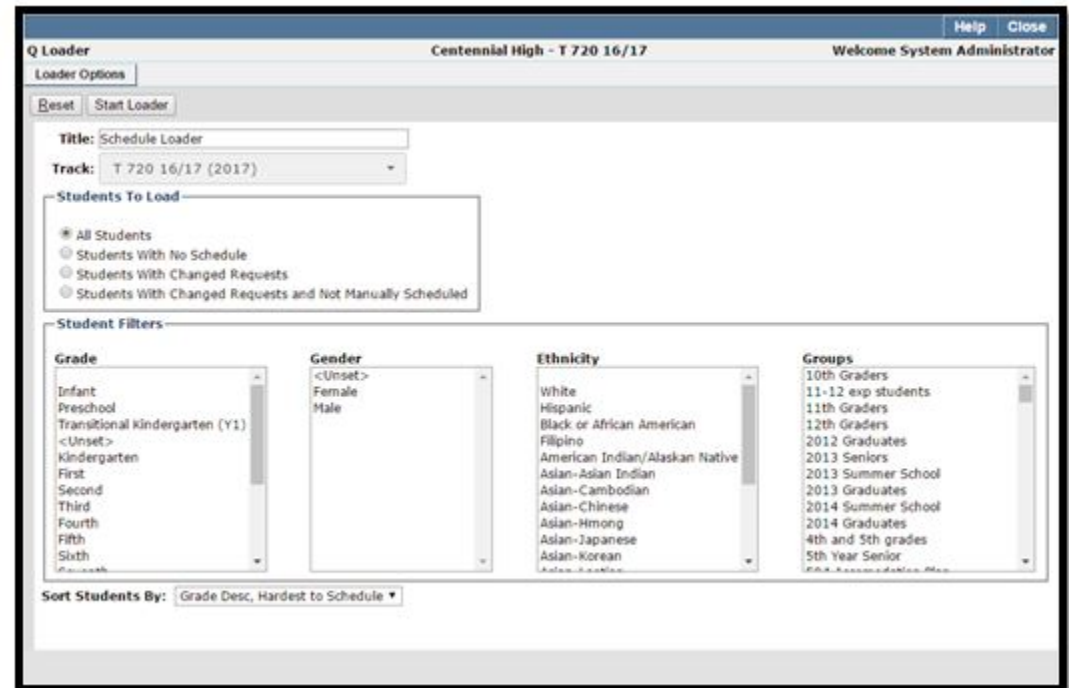 Help Close
Q Loader Centennial High - T 720 16/17 Welcome System Administrator
Loader Options
Reset Start Loader
Title: Schedule Loader
Track: T 720 16/17 (2017)
Students To Load
All Students
Students With No Schedule
Students With Changed Requests
Students With Changed Requests and Not Manually Scheduled
Student Filters
Grade
Infant
Preschool
Transitional Kindergarten (Y1)
<Unset>
Kindergarten
First
Second
Third
Fourth
Fifth
Sixth
Gender
<Unset>
Female
Male
Ethnicity
White
Hispanic
Black or African American
Filipino
American Indian/Alaskan Native
Asian-Asian Indian
Asian-Cambodian
Asian-Chinese
Asian-Hmong
Asian-Japanese
Asian-Korean
Groups
10th Graders
11-12 exp students
11th Graders
12th Graders
2012 Graduates
2013 Seniors
2013 Summer School
2013 Graduates
2014 Summer School
2014 Graduates
4th and 5th grades
5th Year Senior
Sort Students By: Grade Desc, Hardest to Schedule